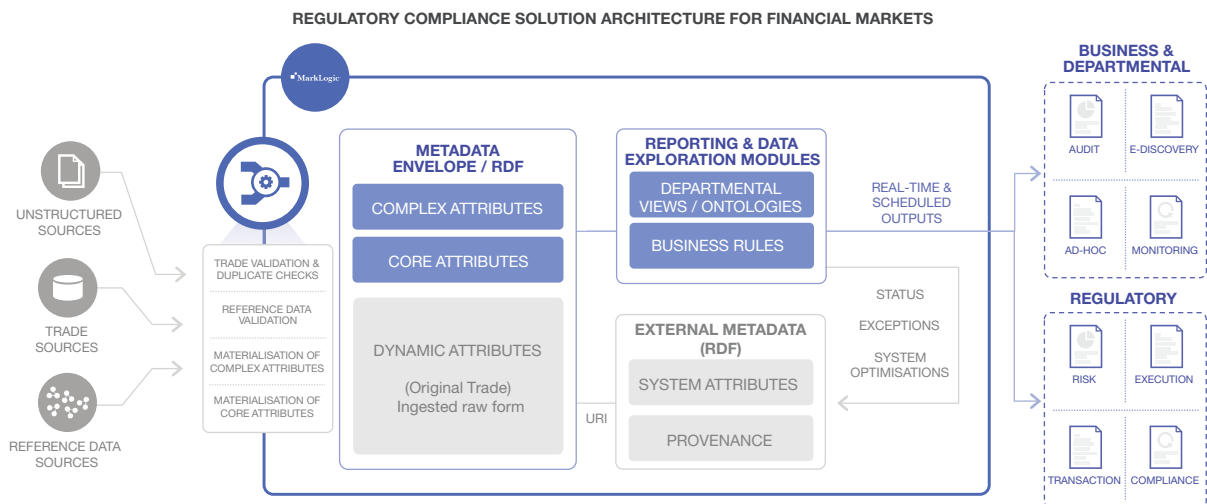 REGULATORY COMPLIANCE SOLUTION ARCHITECTURE FOR FINANCIAL MARKETS
MarkLogic
UNSTRUCTURED
SOURCES
TRADE
SOURCES
REFERENCE DATA
SOURCES
TRADE VALIDATION &
DUPLICATE CHECKS
REFERENCE DATA
VALIDATION
MATERIALISATION OF
COMPLEX ATTRIBUTES
MATERIALISATION OF
CORE ATTRIBUTES
METADATA
ENVELOPE / RDF
COMPLEX ATTRIBUTES
CORE ATTRIBUTES
DYNAMIC ATTRIBUTES
(Original Trade)
Ingested raw form
REPORTING & DATA
EXPLORATION MODULES
DEPARTMENTAL
VIEWS / ONTOLOGIES
BUSINESS RULES
EXTERNAL METADATA
(RDF)
SYSTEM ATTRIBUTES
PROVENANCE
URI
REAL-TIME &
SCHEDULED
OUTPUTS
STATUS
EXCEPTIONS
SYSTEM
OPTIMISATIONS
BUSINESS &
DEPARTMENTAL
AUDIT
E-DISCOVERY
AD-HOC
MONITORING
REGULATORY
RISK
EXECUTION
TRANSACTION
COMPLIANCE